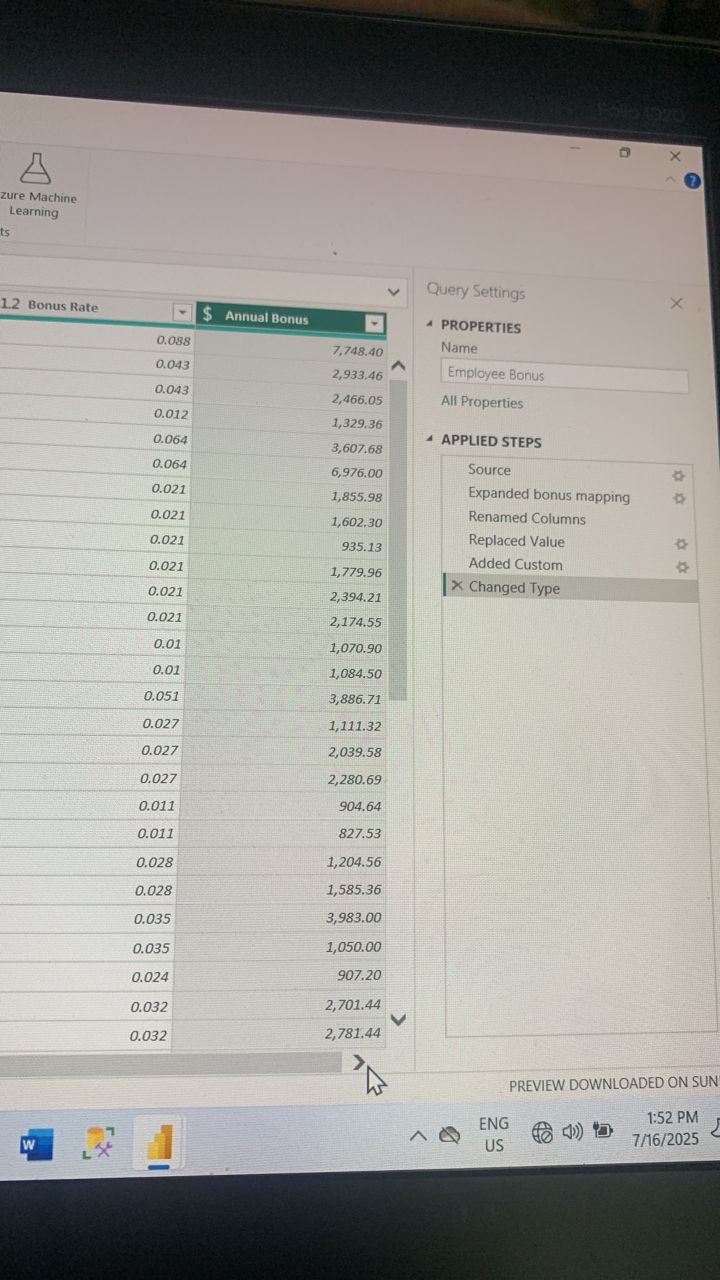 zure Machine
Learning
ts
1.2 Bonus Rate
$ Annual Bonus
0.088 7,748.40
0.043 2,933.46
0.043 2,466.05
0.012 1,329.36
0.064 3,607.68
0.064 6,976.00
0.021 1,855.98
0.021 1,602.30
0.021 935.13
0.021 1,779.96
0.021 2,394.21
0.021 2,174.55
0.01 1,070.90
0.01 1,084.50
0.051 3,886.71
0.027 1,111.32
0.027 2,039.58
0.027 2,280.69
0.011 904.64
0.011 827.53
0.028 1,204.56
0.028 1,585.36
0.035 3,983.00
0.035 1,050.00
0.024 907.20
0.032 2,701.44
0.032 2,781.44
Query Settings
PROPERTIES
Name
Employee Bonus
All Properties
APPLIED STEPS
Source
Expanded bonus mapping
Renamed Columns
Replaced Value
Added Custom
Changed Type
PREVIEW DOWNLOADED ON SUN
W
ENG
US
1:52 PM
7/16/2025